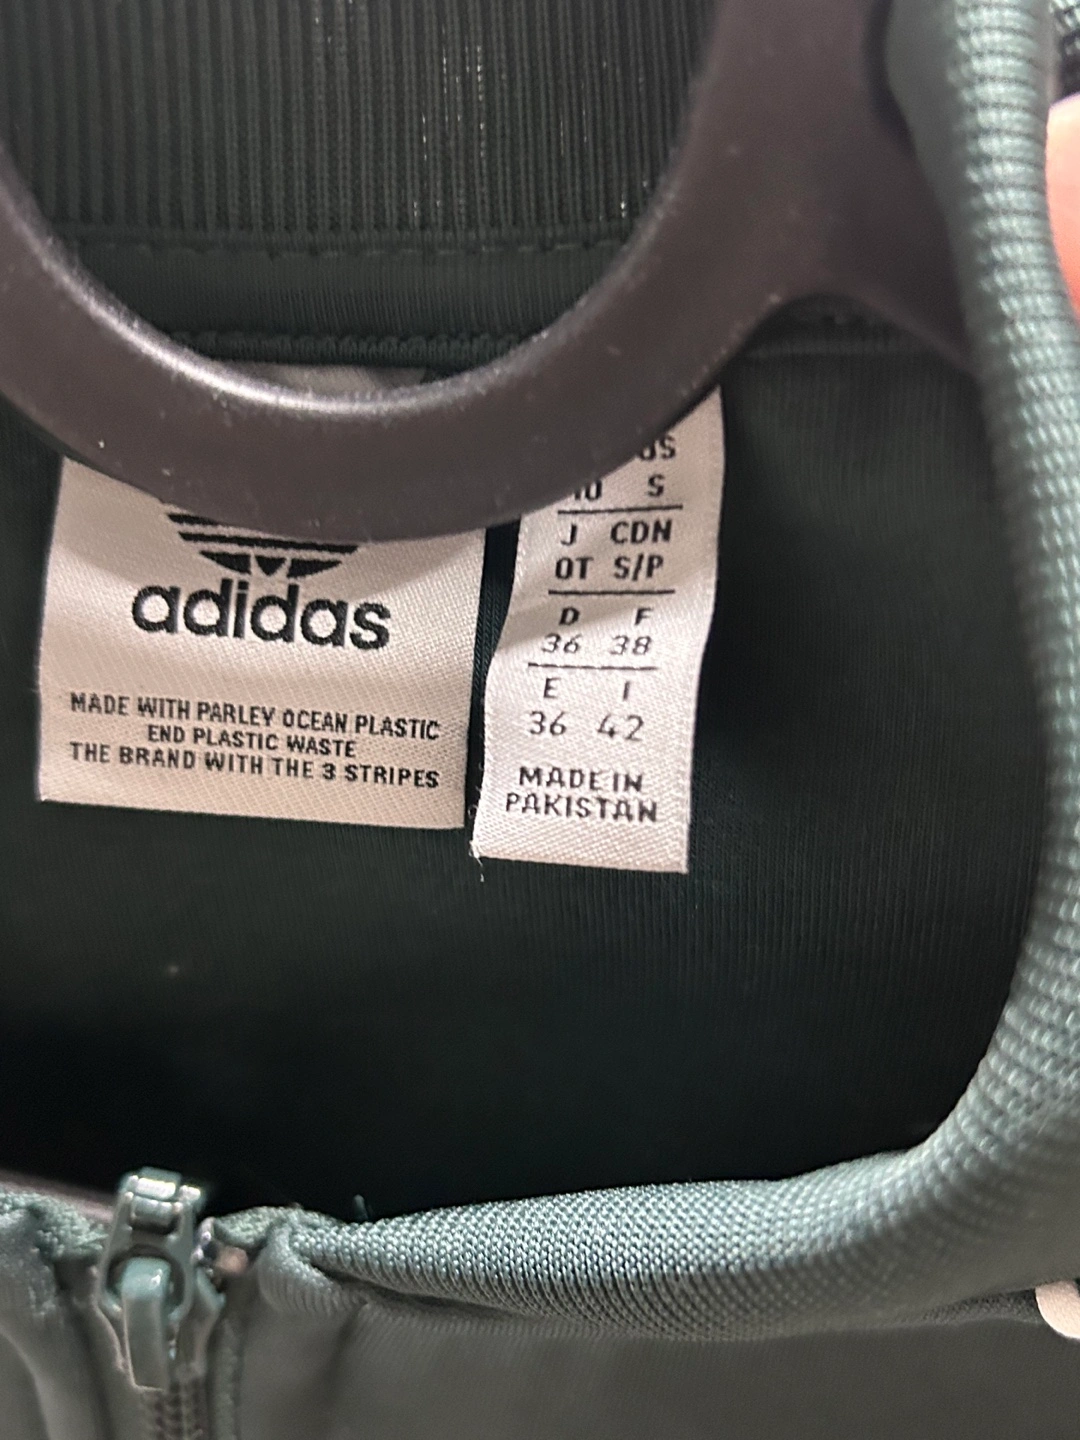 adidas
MADE WITH PARLEY OCEAN PLASTIC
END PLASTIC WASTE
THE BRAND WITH THE 3 STRIPES
S
J CDN
OT S/P
D F
36 38
E I
36 42
MADE IN
PAKISTAN